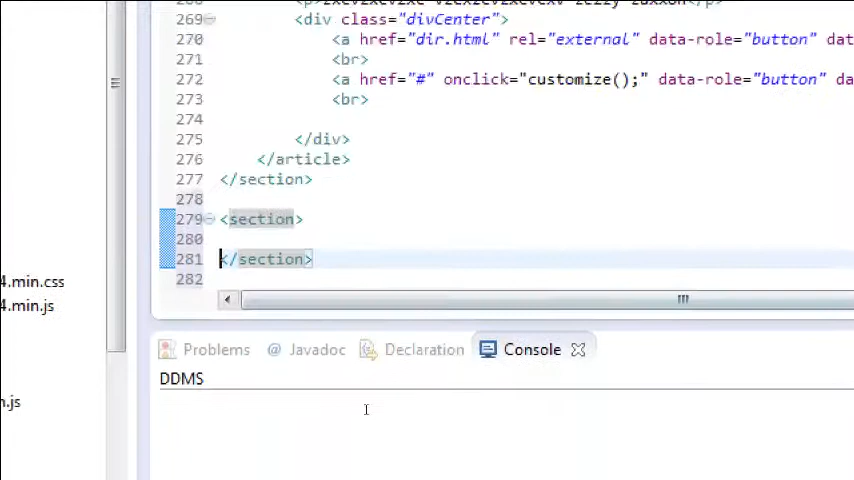 269 <div class="divCenter">
270 <a href="dir.html" rel="external" data-role="button" dat
271 <br>
272 <a href="#" onclick="customize();" data-role="button" da
273 <br>
274
275 </div>
276 </article>
277 </section>
278
279 <section>
280
281 </section>
282
4.min.css
4.min.js
n.js
Problems @ Javadoc Declaration Console
DDMS